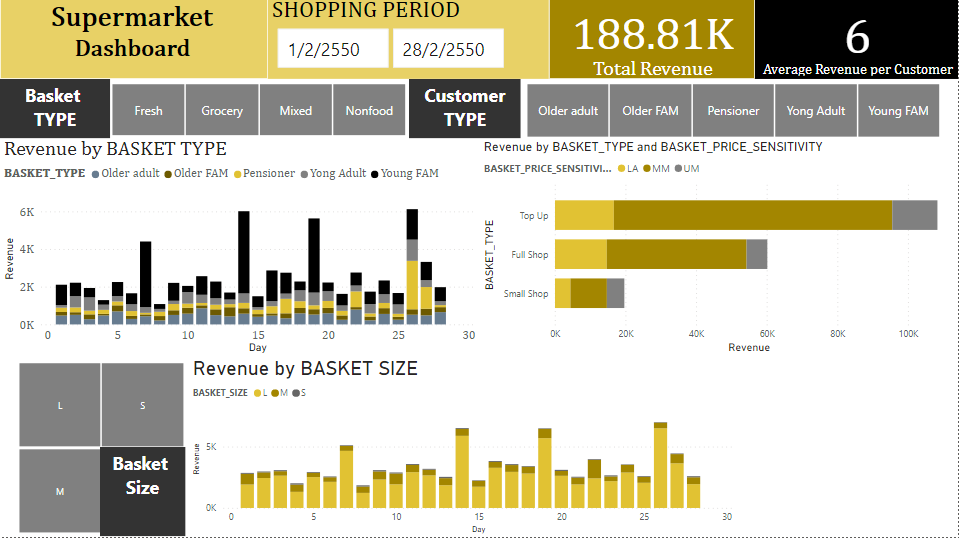 Supermarket
Dashboard
SHOPPING PERIOD
1/2/2550
28/2/2550
188.81K
Total Revenue
6
Average Revenue per Customer
Basket
TYPE
Fresh
Grocery
Mixed
Nonfood
Customer
TYPE
Older adult
Older FAM
Pensioner
Yong Adult
Young FAM
Revenue by BASKET TYPE
BASKET_TYPE Older adult Older FAM Pensioner Yong Adult Young FAM
Revenue
6K
4K
2K
0K
0 5 10 15 20 25 30
Day
Revenue by BASKET_TYPE and BASKET_PRICE_SENSITIVITY
BASKET_PRICE_SENSITIVI... LA MM UM
BASKET_TYPE
Top Up
Full Shop
Small Shop
0K 20K 40K 60K 80K 100K
Revenue
L
S
M
Basket
Size
Revenue by BASKET SIZE
BASKET_SIZE L M S
Revenue
5K
0K
0 5 10 15 20 25 30
Day